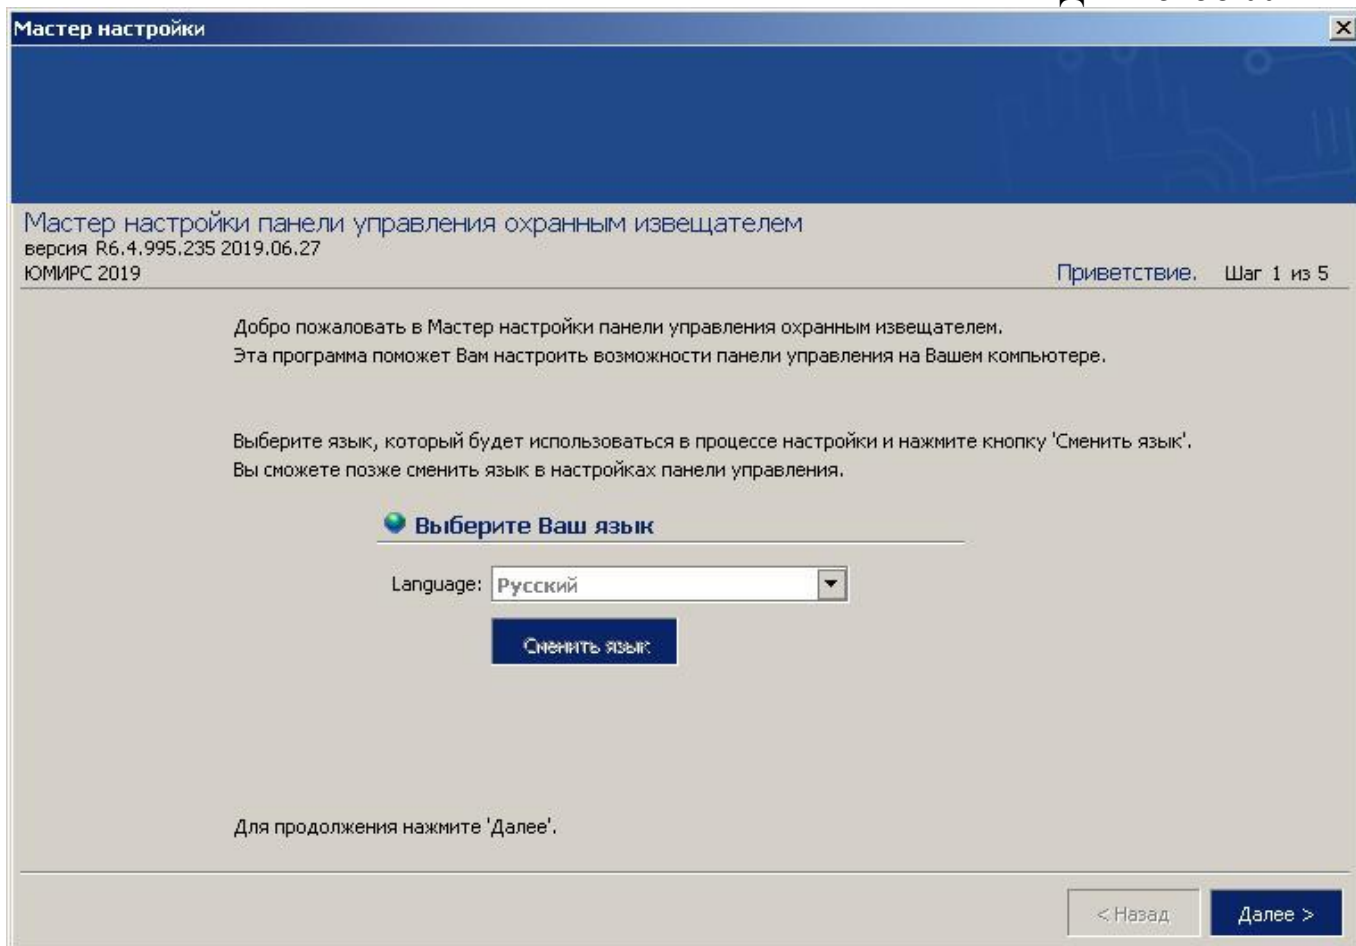 Мастер настройки
Мастер настройки панели управления охранным извещателем
версия R6.4.995.235 2019.06.27
ЮМИРС 2019
Приветствие. Шаг 1 из 5
Добро пожаловать в Мастер настройки панели управления охранным извещателем.
Эта программа поможет Вам настроить возможности панели управления на Вашем компьютере.
Выберите язык, который будет использоваться в процессе настройки и нажмите кнопку 'Сменить язык'.
Вы сможете позже сменить язык в настройках панели управления.
Выберите Ваш язык
Language: Русский
Сменить язык
Для продолжения нажмите 'Далее'.
< Назад Далее >